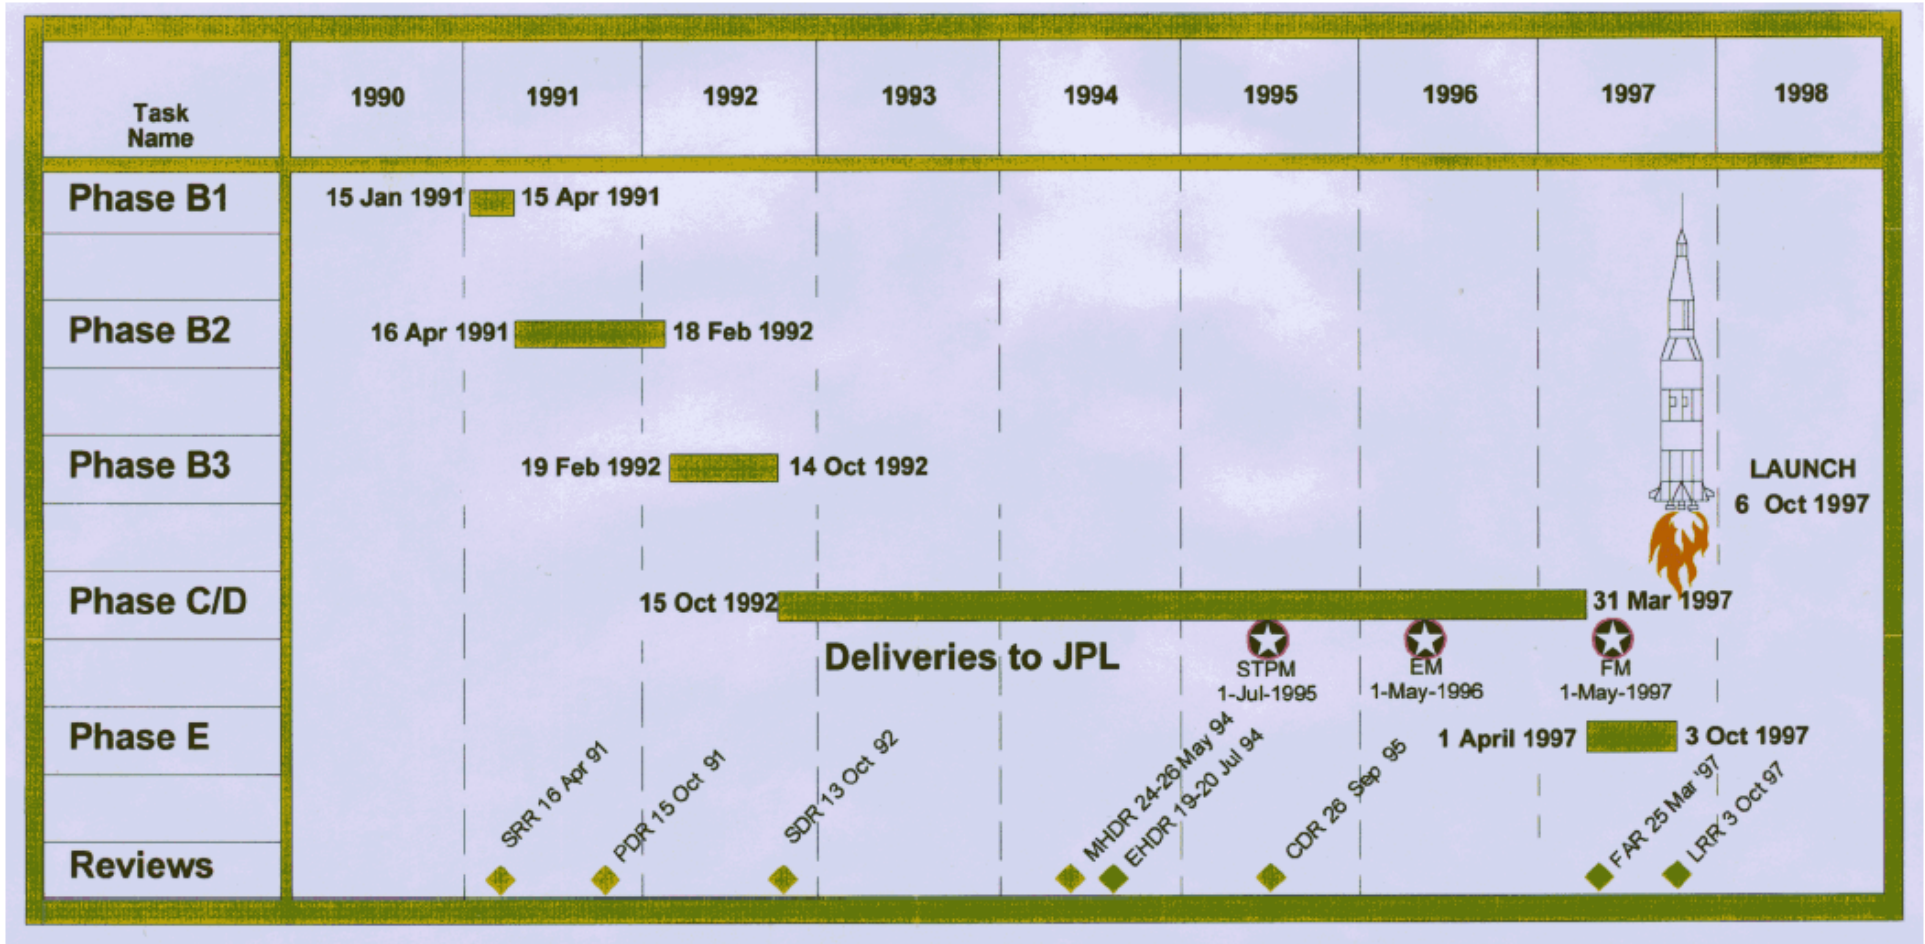 Task
Name
1990
1991
1992
1993
1994
1995
1996
1997
1998
Phase B1
15 Jan 1991
15 Apr 1991
Phase B2
16 Apr 1991
18 Feb 1992
Phase B3
19 Feb 1992
14 Oct 1992
LAUNCH
6 Oct 1997
Phase C/D
15 Oct 1992
31 Mar 1997
Deliveries to JPL
STPM
1-Jul-1995
EM
1-May-1996
FM
1-May-1997
Phase E
1 April 1997
3 Oct 1997
Reviews
SRR 16 Apr 91
PDR 15 Oct 91
SDR 13 Oct 92
MHDR 24-26 May 94
EHDR 19-20 Jul 94
CDR 26 Sep 95
FAR 25 Mar '97
LRR 3 Oct 97